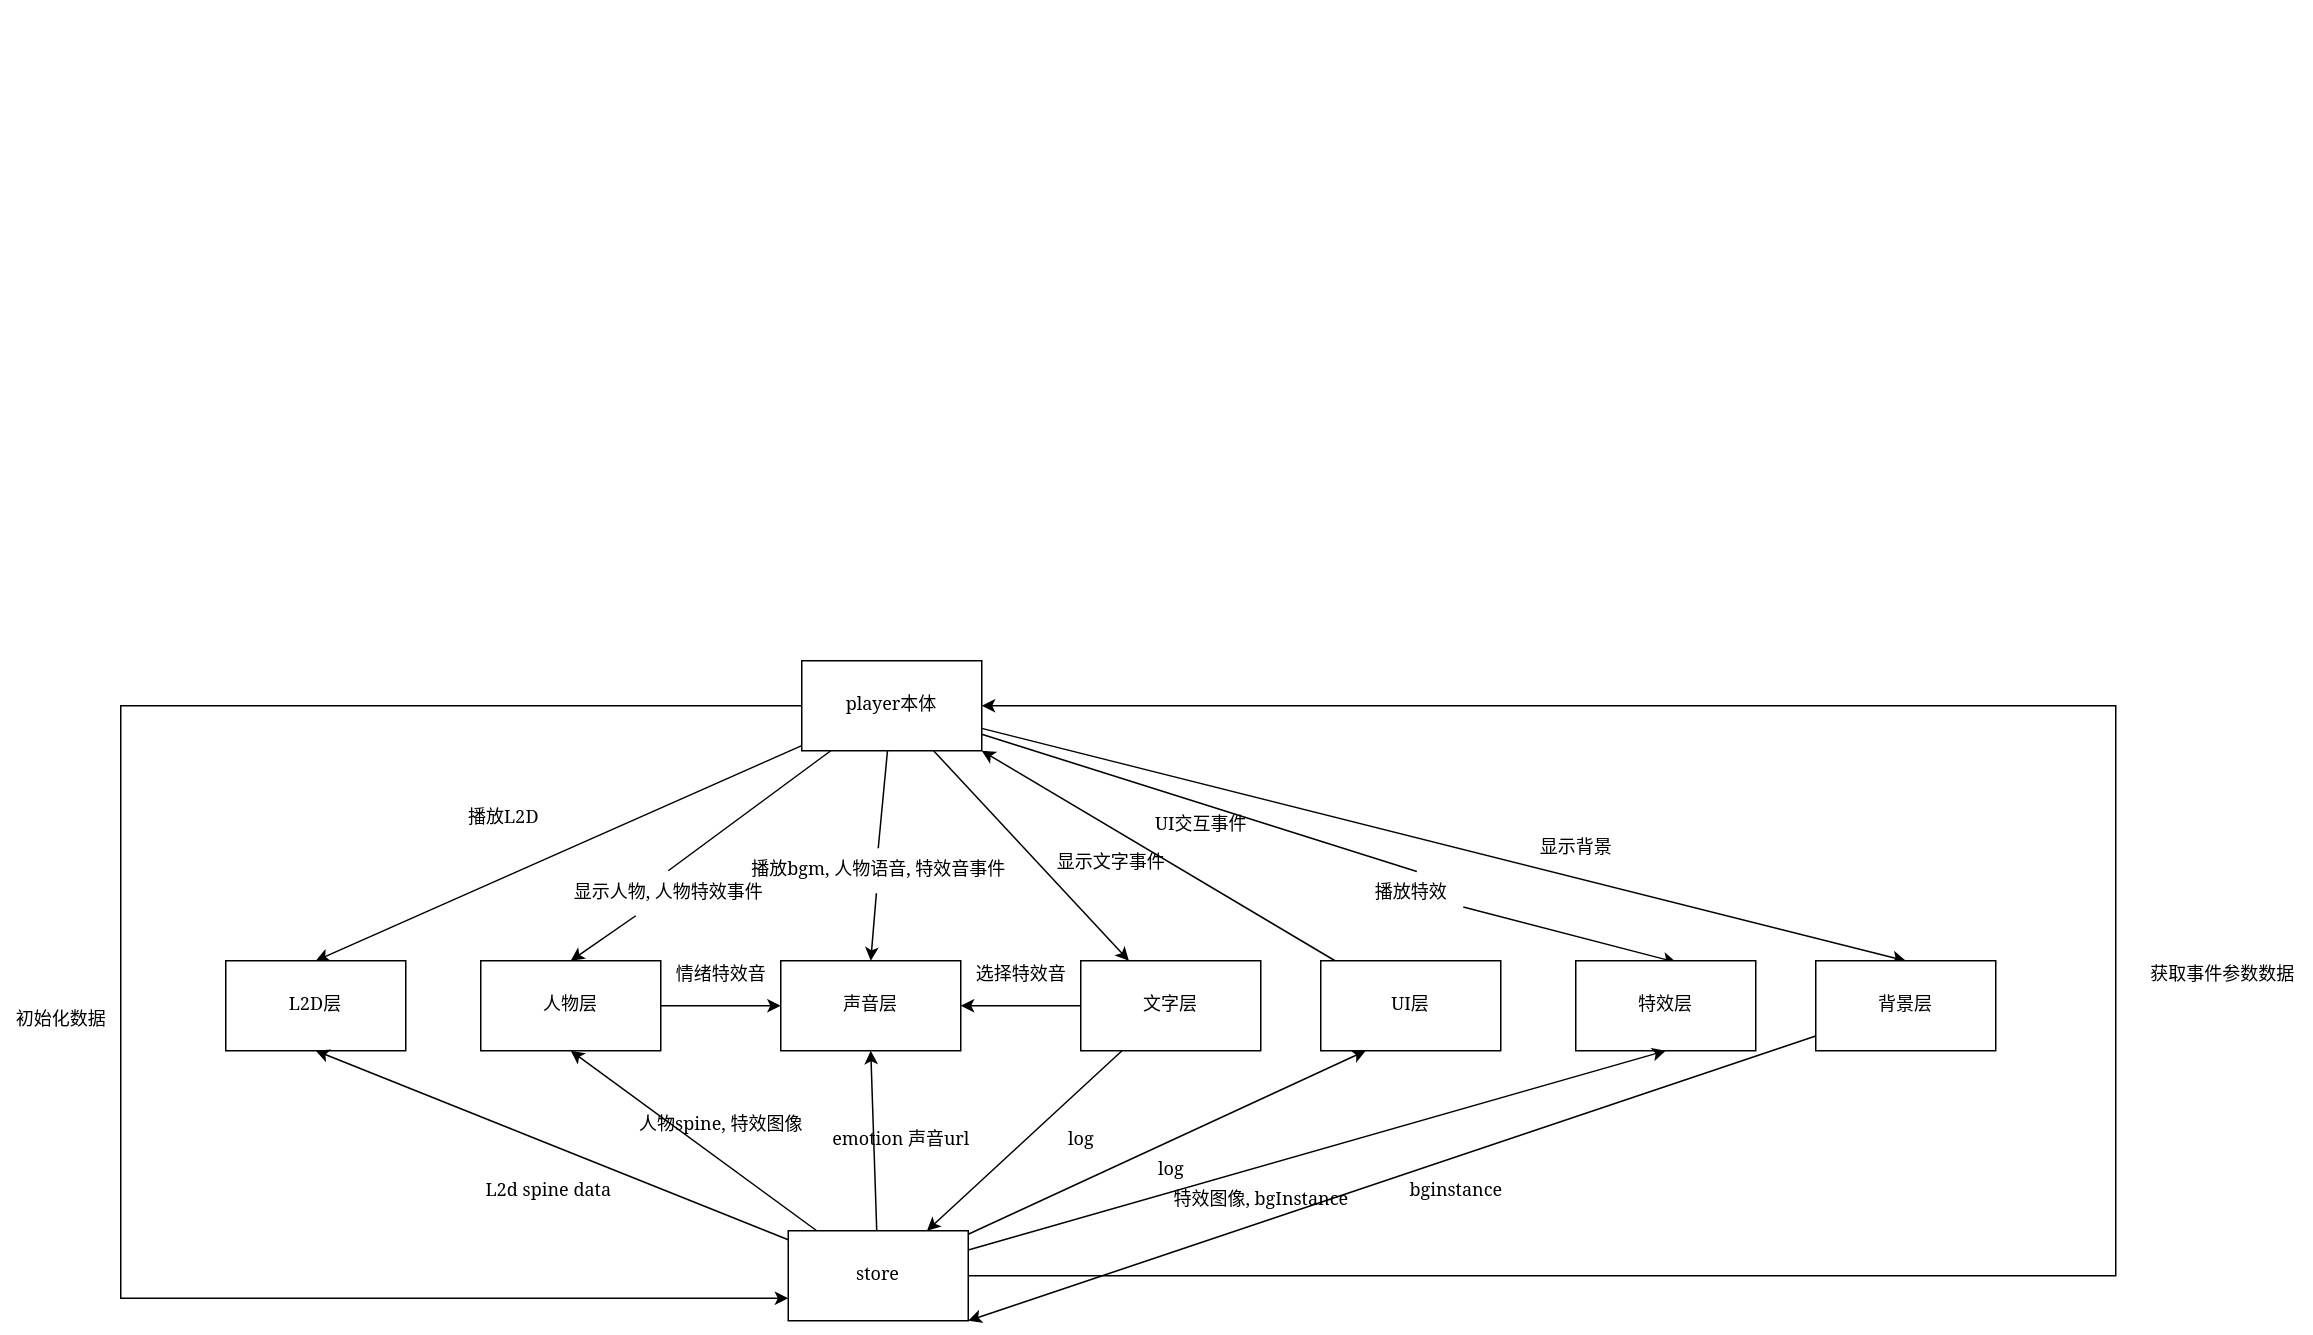 player本体
播放L2D
UI交互事件
显示背景
显示文字事件
播放bgm, 人物语音, 特效音事件
显示人物, 人物特效事件
播放特效
情绪特效音
选择特效音
获取事件参数数据
L2D层
人物层
声音层
文字层
UI层
特效层
背景层
初始化数据
人物spine, 特效图像
emotion 声音url
log
log
L2d spine data
特效图像, bgInstance
bginstance
store